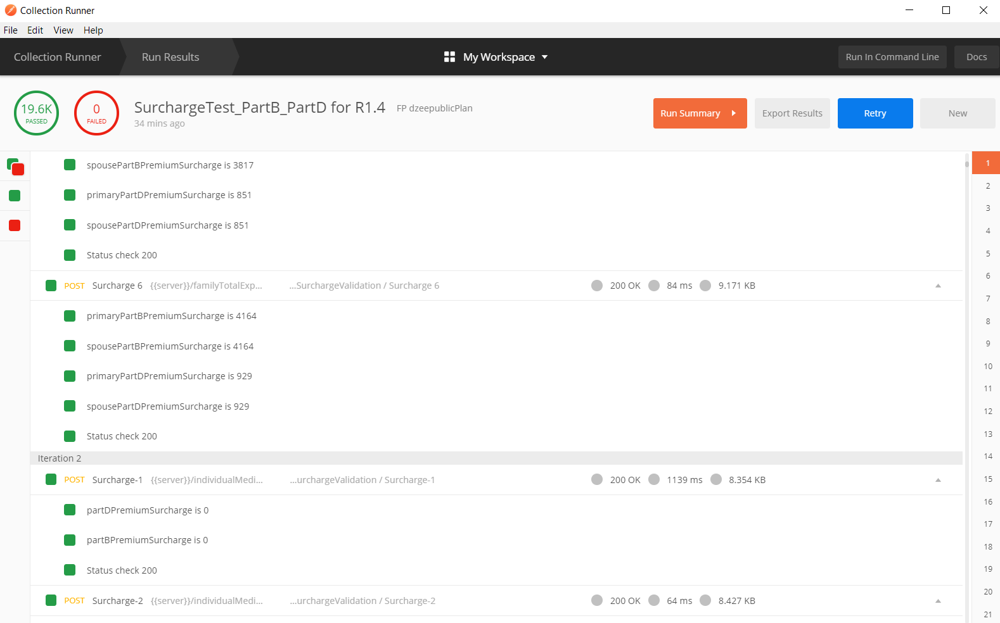 Collection Runner
File Edit View Help
Collection Runner Run Results My Workspace Run In Command Line Docs
19.6K PASSED
0 FAILED
SurchargeTest_PartB_PartD for R1.4 FP dzeepublicPlan
34 mins ago
Run Summary Export Results Retry New
spousePartBPremiumSurcharge is 3817
primaryPartDPremiumSurcharge is 851
spousePartDPremiumSurcharge is 851
Status check 200
POST Surcharge 6 {{server}}/familyTotalExp... ...SurchargeValidation / Surcharge 6 200 OK 84 ms 9.171 KB
primaryPartBPremiumSurcharge is 4164
spousePartBPremiumSurcharge is 4164
primaryPartDPremiumSurcharge is 929
spousePartDPremiumSurcharge is 929
Status check 200
Iteration 2
POST Surcharge-1 {{server}}/individualMedi... ...urchargeValidation / Surcharge-1 200 OK 1139 ms 8.354 KB
partDPremiumSurcharge is 0
partBPremiumSurcharge is 0
Status check 200
POST Surcharge-2 {{server}}/individualMedi... ...urchargeValidation / Surcharge-2 200 OK 64 ms 8.427 KB
1
2
3
4
5
6
7
8
9
10
11
12
13
14
15
16
17
18
19
20
21